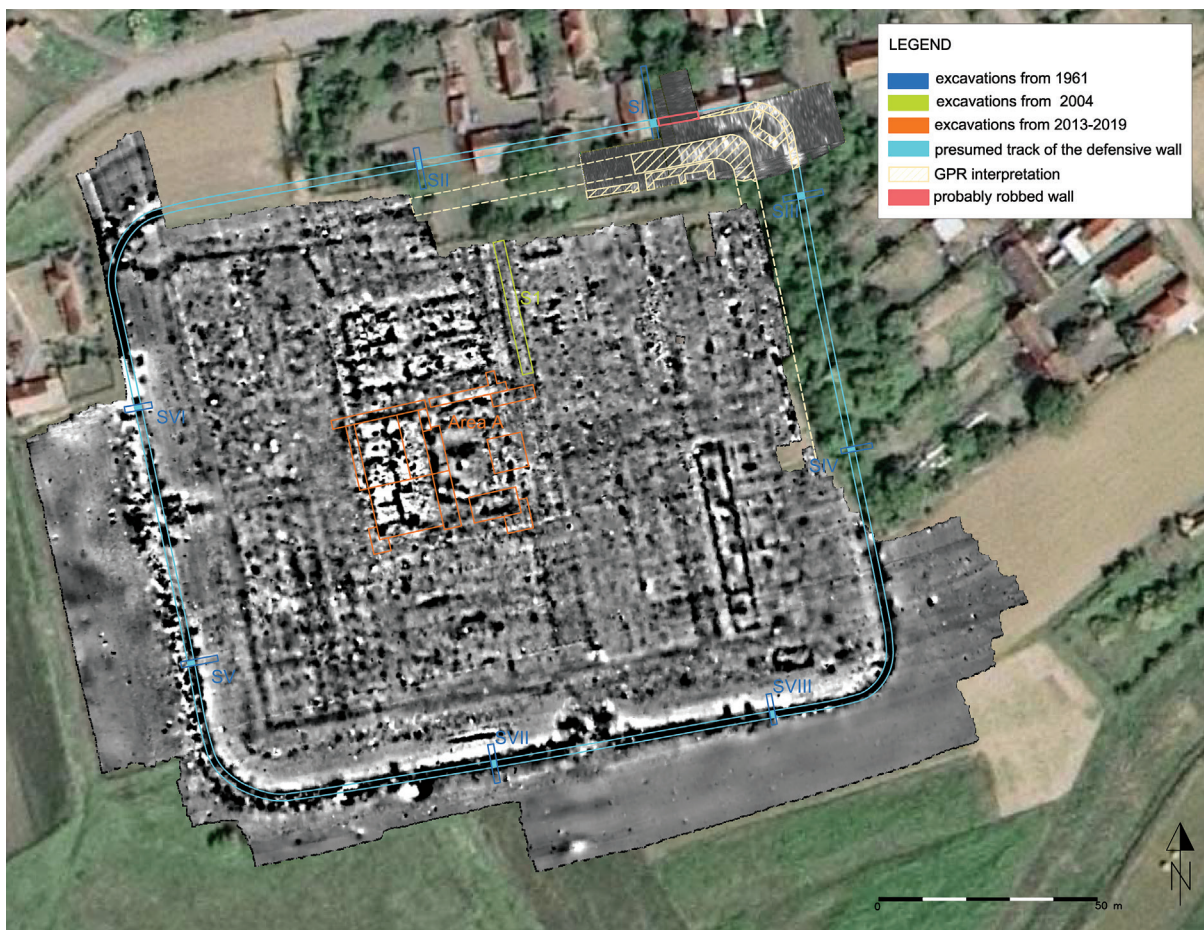 LEGEND
excavations from 1961
excavations from 2004
excavations from 2013-2019
presumed track of the defensive wall
GPR interpretation
probably robbed wall
SI
SII
SIII
S1
SVI
Area A
SIV
SV
SVIII
SVII
N
0
50 m